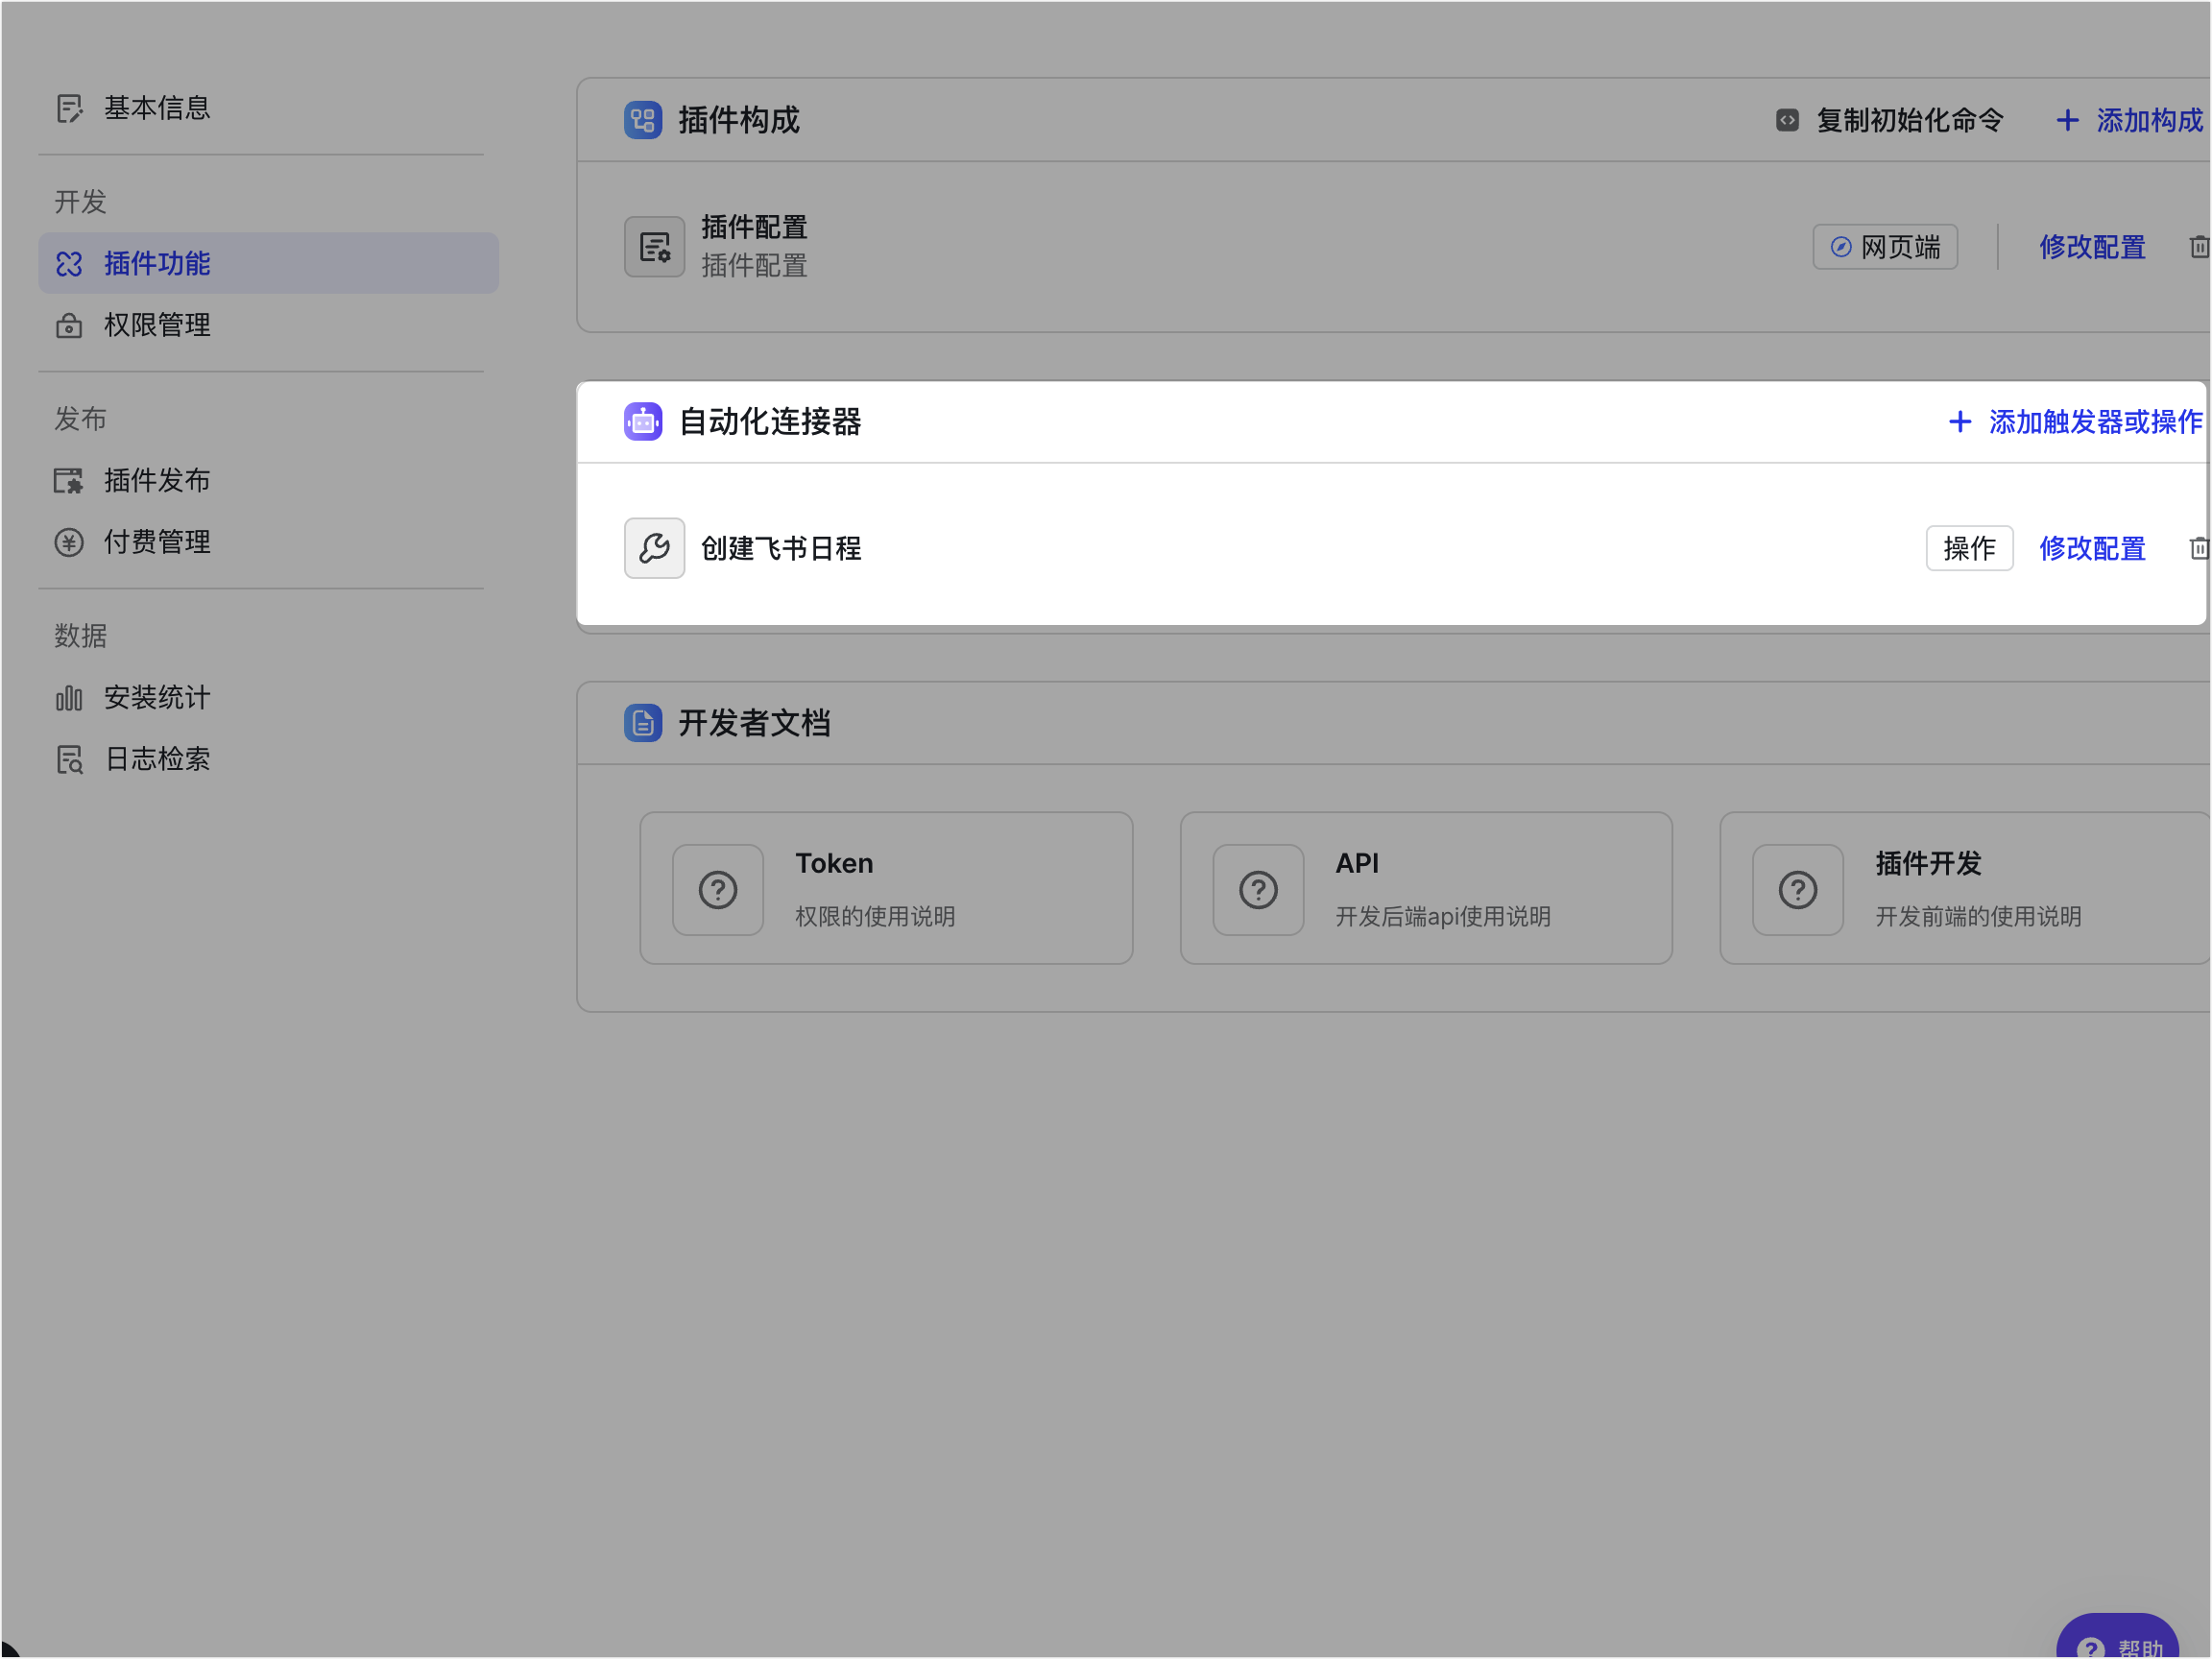 基本信息
开发
插件功能
权限管理
发布
插件发布
付费管理
数据
安装统计
日志检索
插件构成
复制初始化命令
+ 添加构成
插件配置
插件配置
网页端
修改配置
自动化连接器
+ 添加触发器或操作
创建飞书日程
操作
修改配置
开发者文档
Token
权限的使用说明
API
开发后端api使用说明
插件开发
开发前端的使用说明
帮助